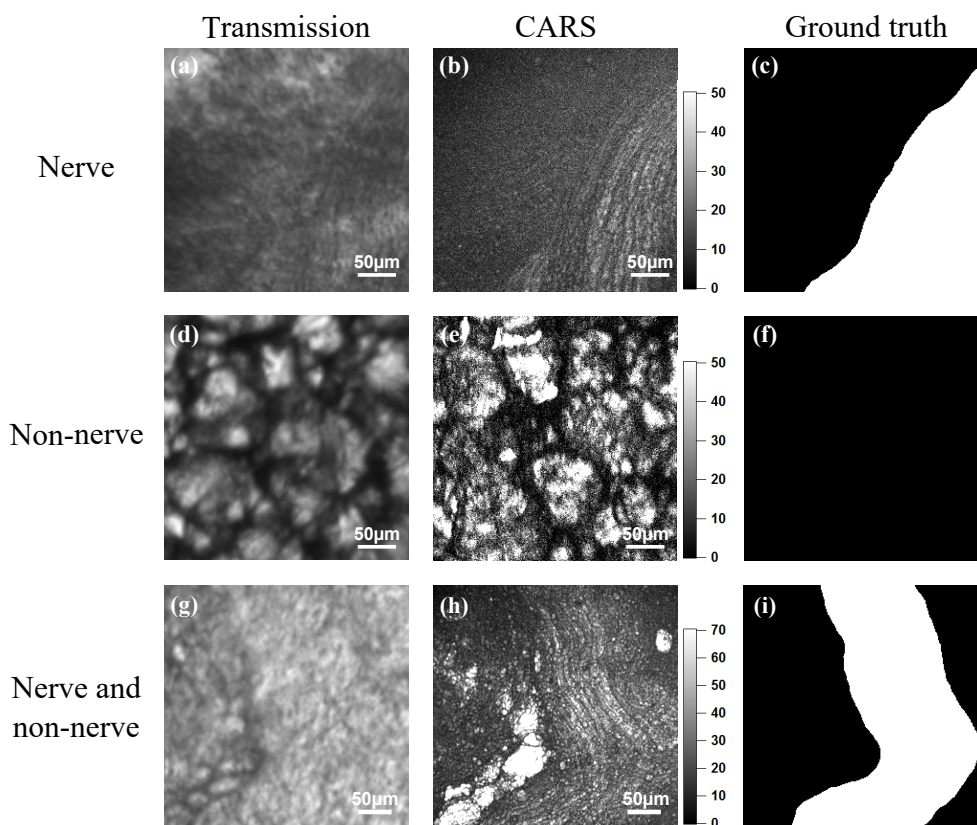 Transmission CARS Ground truth
Nerve
(a) (b) (c)
50
40
30
20
10
0
50μm 50μm
Non-nerve
(d) (e) (f)
50
40
30
20
10
0
50μm 50μm
Nerve and
non-nerve
(g) (h) (i)
70
60
50
40
30
20
10
0
50μm 50μm